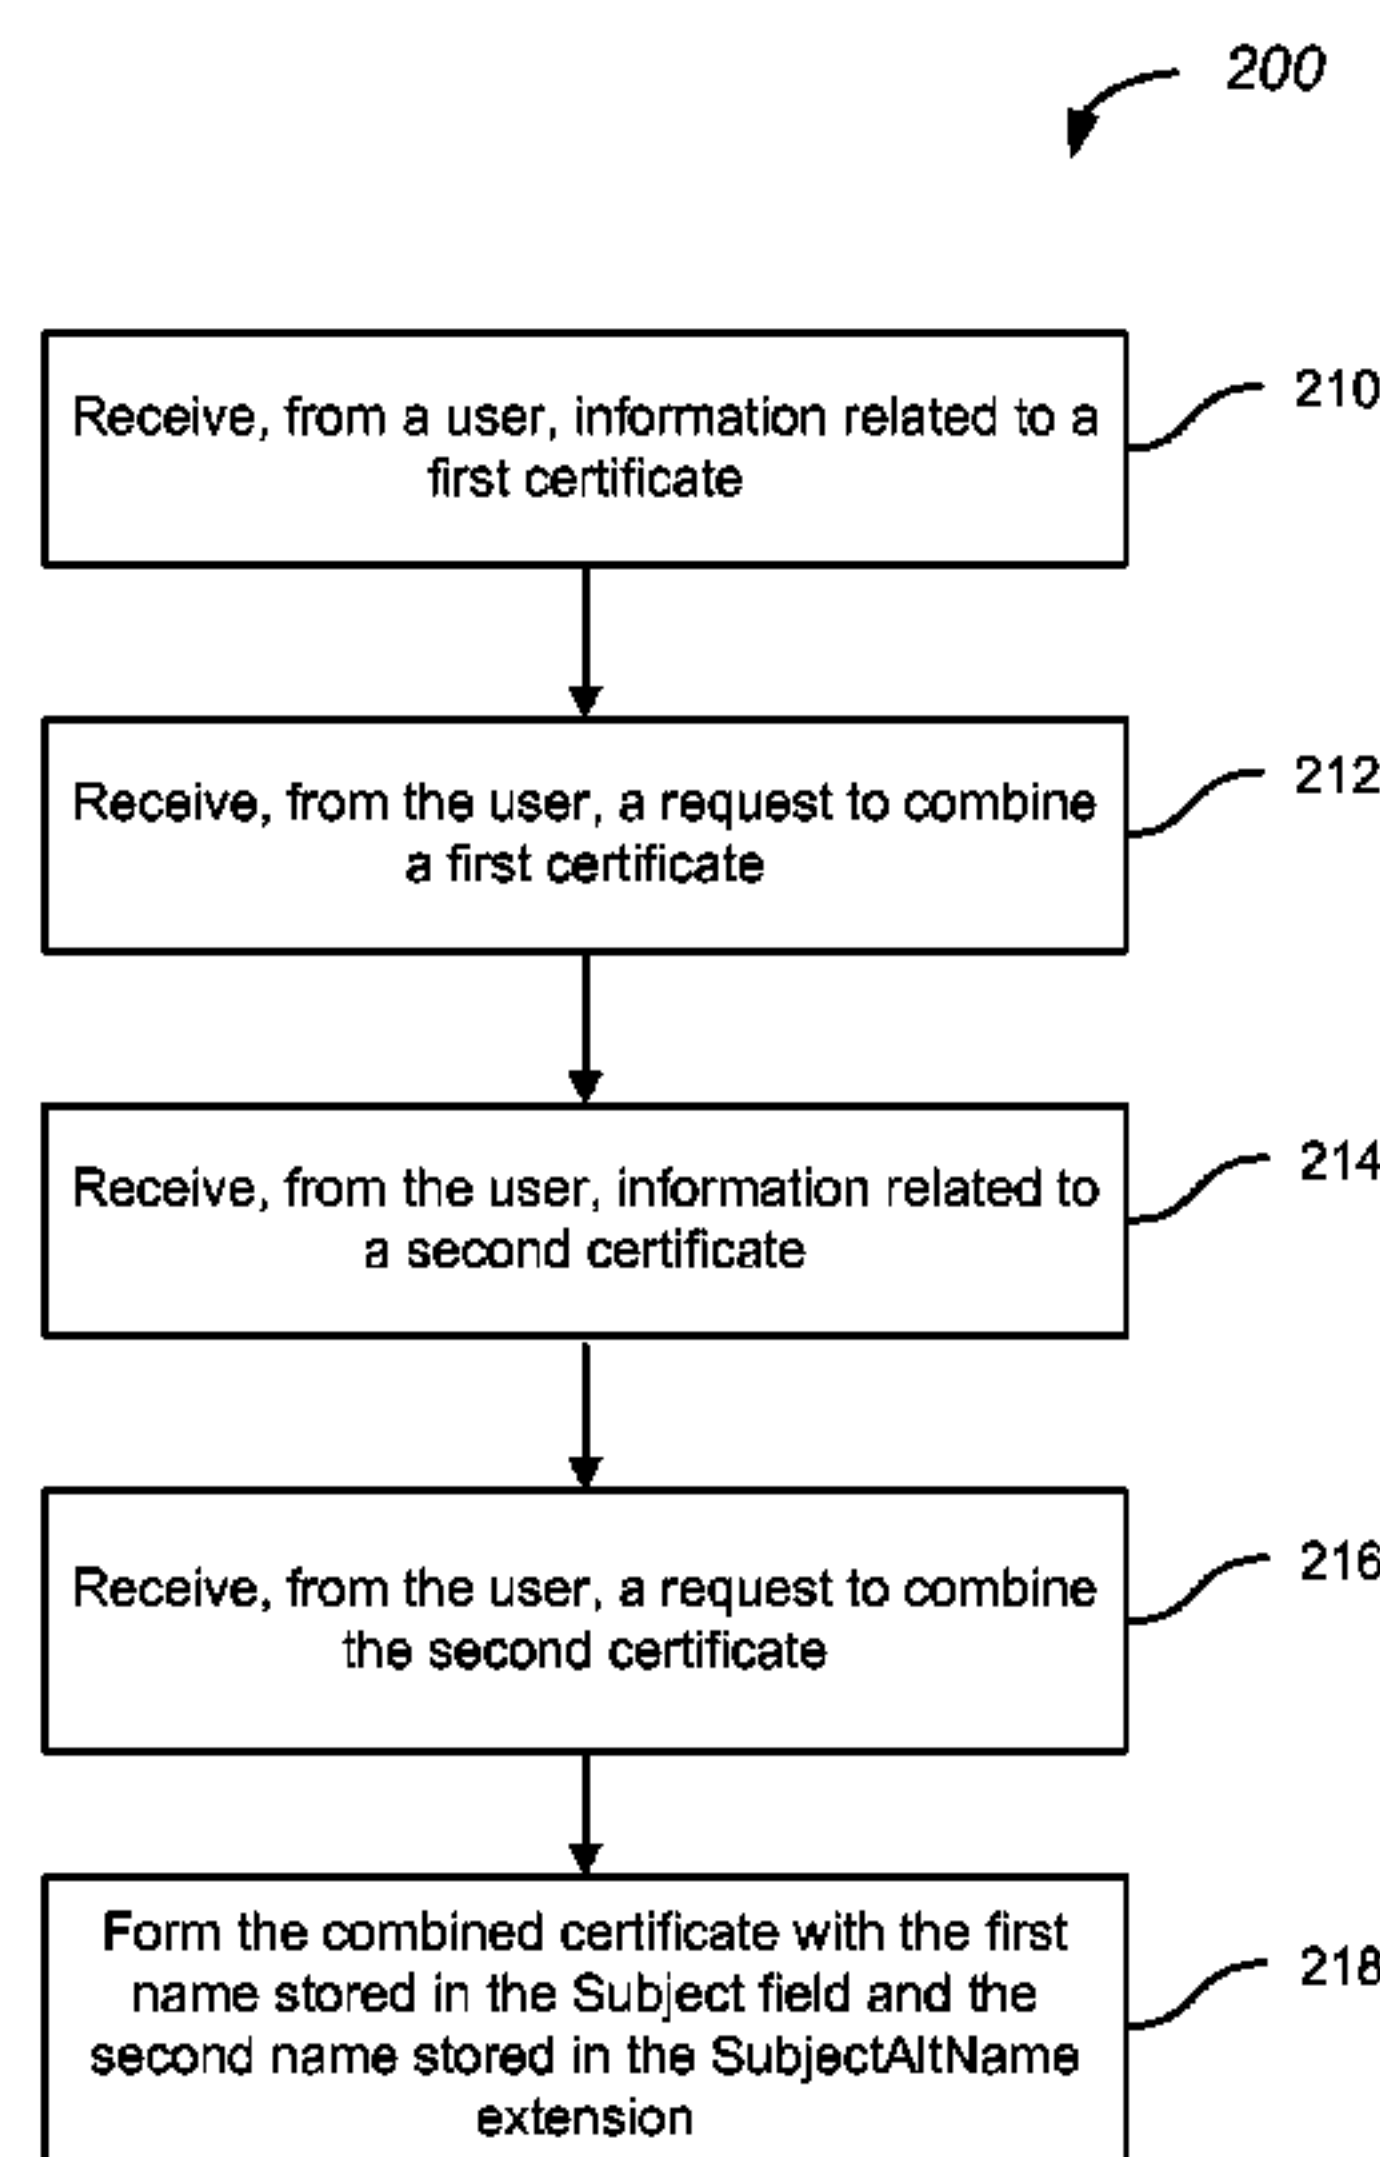 200
Receive, from a user, information related to a
first certificate
210
Receive, from the user, a request to combine
a first certificate
212
Receive, from the user, information related to
a second certificate
214
Receive, from the user, a request to combine
the second certificate
216
Form the combined certificate with the first
name stored in the Subject field and the
second name stored in the SubjectAltName
extension
218